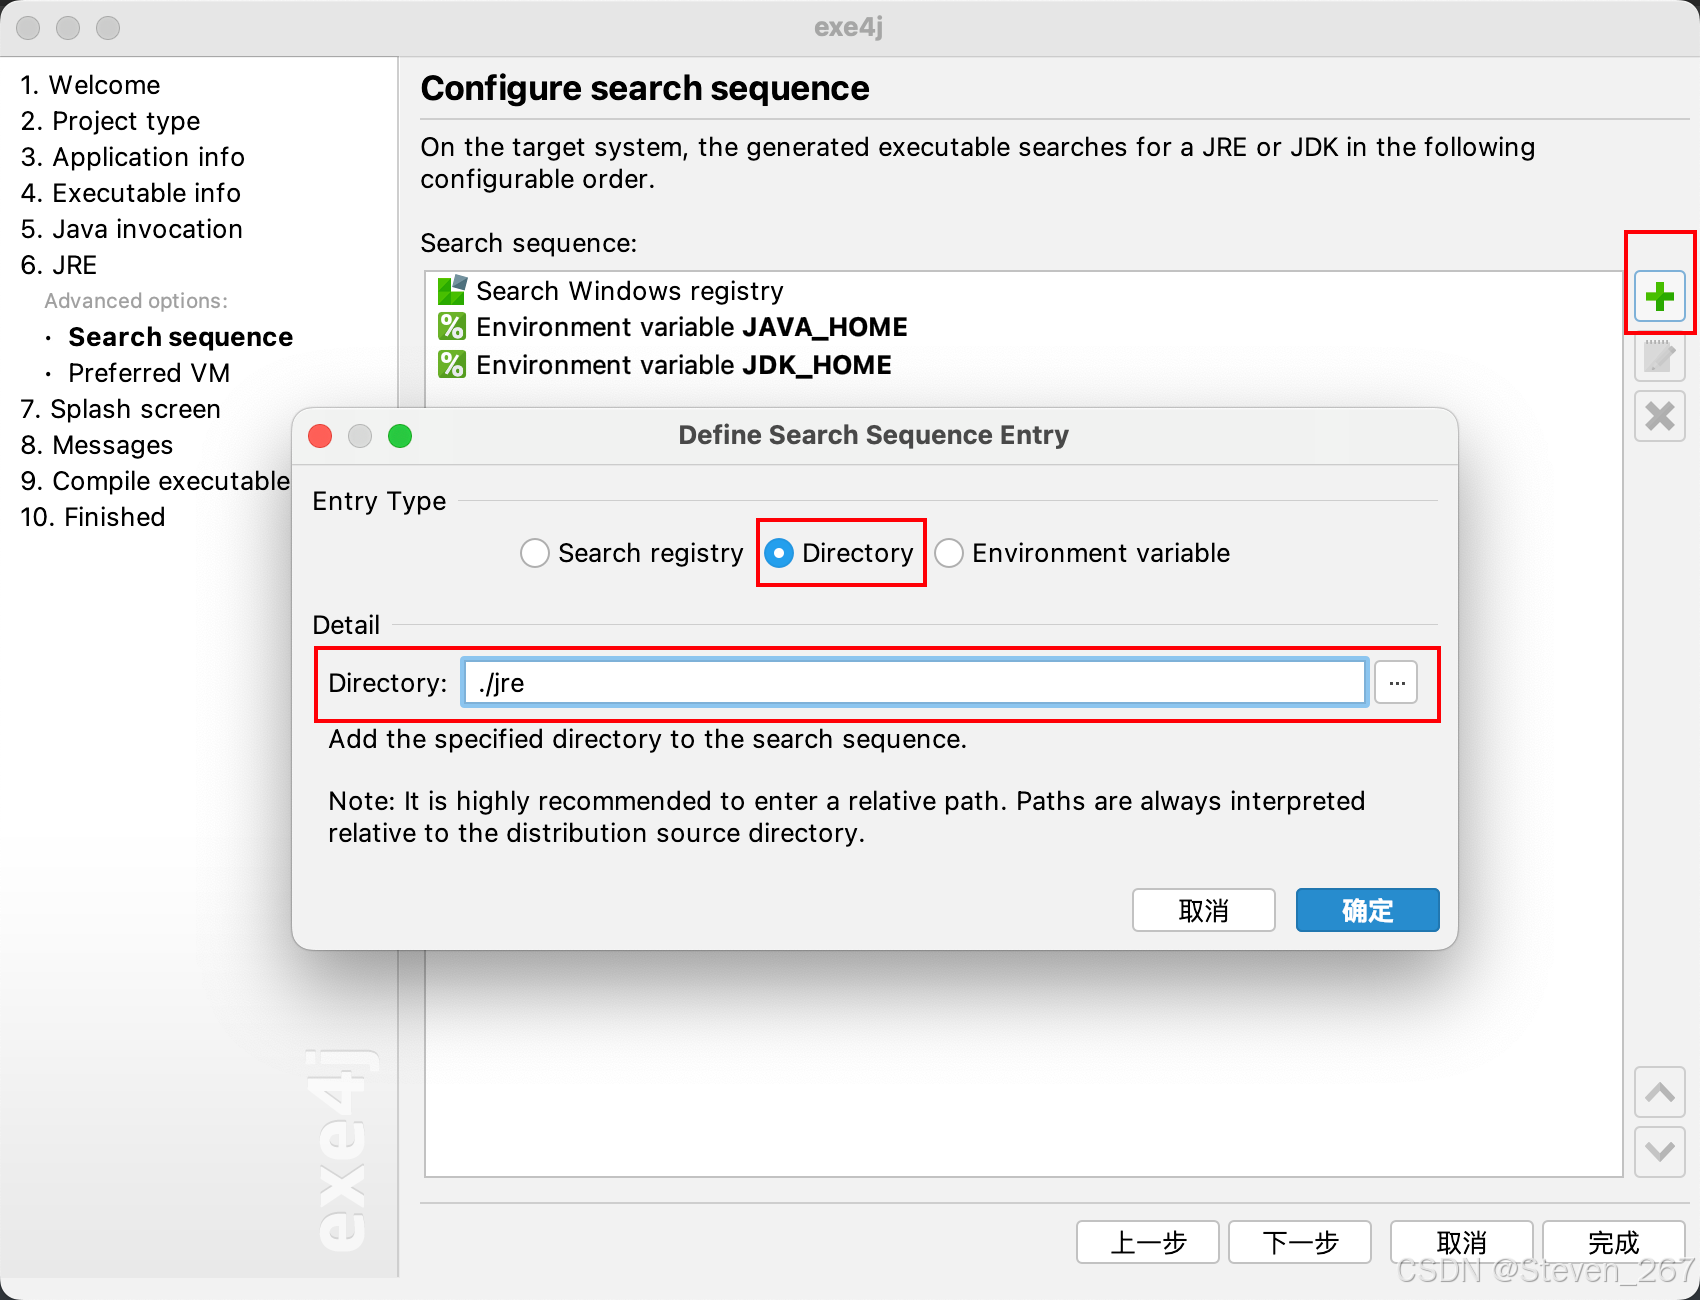 exe4j
1. Welcome
2. Project type
3. Application info
4. Executable info
5. Java invocation
6. JRE
Advanced options:
· Search sequence
· Preferred VM
7. Splash screen
8. Messages
9. Compile executable
10. Finished
exe4j
Configure search sequence
On the target system, the generated executable searches for a JRE or JDK in the following
configurable order.
Search sequence:
Search Windows registry
% Environment variable JAVA_HOME
% Environment variable JDK_HOME
Define Search Sequence Entry
Entry Type
Search registry Directory Environment variable
Detail
Directory: ./jre ...
Add the specified directory to the search sequence.
Note: It is highly recommended to enter a relative path. Paths are always interpreted
relative to the distribution source directory.
取消 确定
上一步 下一步 取消 完成
CSDN @Steven_267